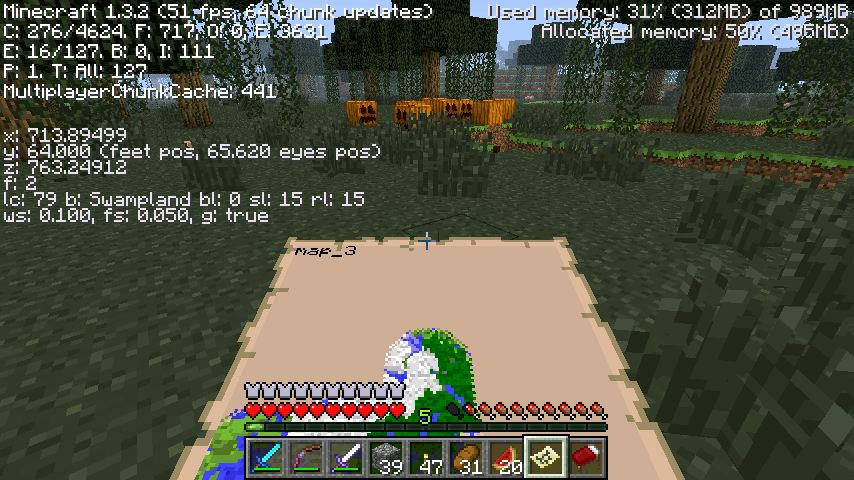 Minecraft 1.3.2 (51 fps, 64 chunk updates)
C: 276/4624. F: 717, O: 0, E: 3631
E: 16/127. B: 0, I: 111
P: 1. T: All: 127
MultiplayerChunkCache: 441
Used memory: 31% (312MB) of 989MB
Allocated memory: 50% (495MB)
x: 713.89499
y: 64.000 (feet pos, 65.620 eyes pos)
z: 763.24912
f: 2
lc: 79 b: Swampland bl: 0 sl: 15 rl: 15
ws: 0.100, fs: 0.050, g: true
map_3
5
39 47 31 20